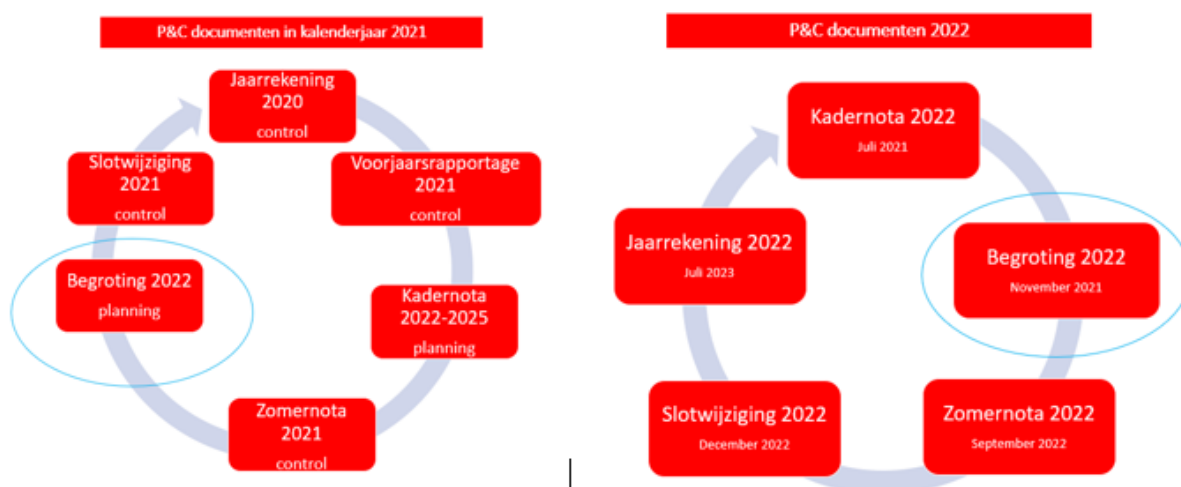 P&C documenten in kalenderjaar 2021
Jaarrekening
2020
control
Voorjaarsrapportage
2021
control
Kadernota
2022-2025
planning
Zomernota
2021
control
Begroting 2022
planning
Slotwijziging
2021
control
P&C documenten 2022
Kadernota 2022
Juli 2021
Begroting 2022
November 2021
Zomernota 2022
September 2022
Slotwijziging 2022
December 2022
Jaarrekening 2022
Juli 2023